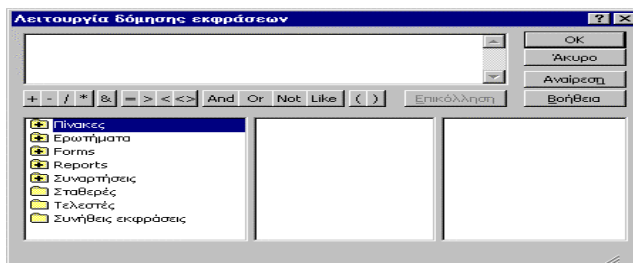 Λειτουργία δόμησης εκφράσεων
OK
Άκυρο
Αναίρεση
+ - / * & = > < <> And Or Not Like ( ) Επικόλληση Βοήθεια
Πίνακες
Ερωτήματα
Forms
Reports
Συναρτήσεις
Σταθερές
Τελεστές
Συνήθεις εκφράσεις